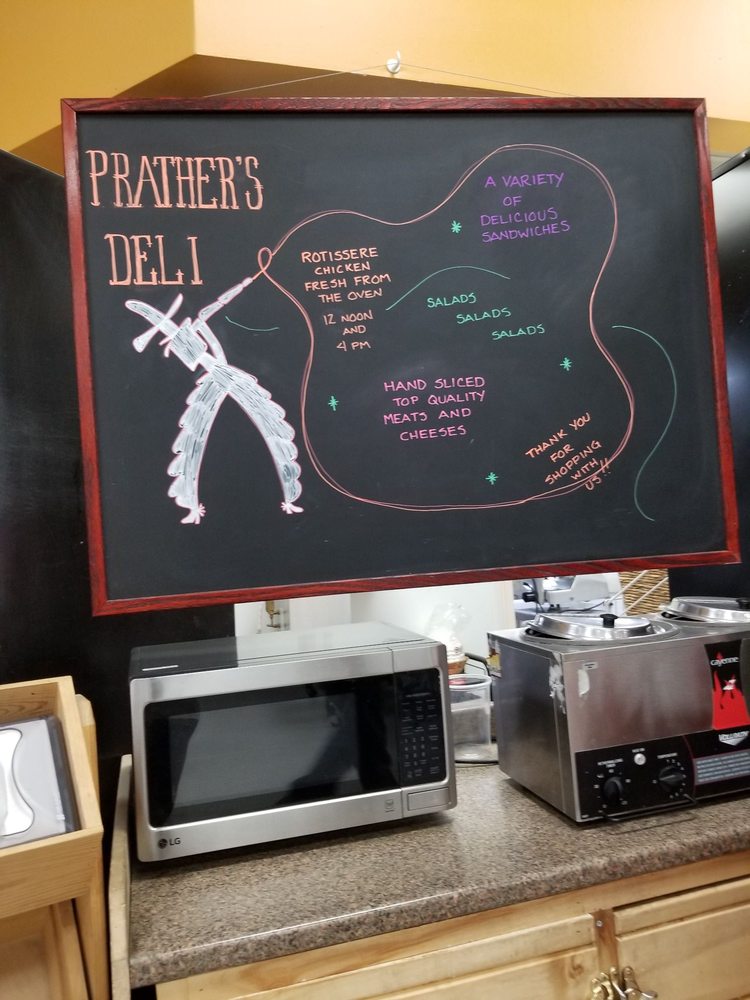 PRATHER'S
DELI
ROTISSERE
CHICKEN
FRESH FROM
THE OVEN
12 NOON
AND
4 PM
A VARIETY
OF
DELICIOUS
SANDWICHES
SALADS
SALADS
SALADS
HAND SLICED
TOP QUALITY
MEATS AND
CHEESES
THANK YOU
FOR
SHOPPING
WITH
US!!
LG
cayenne
VOLLRATH